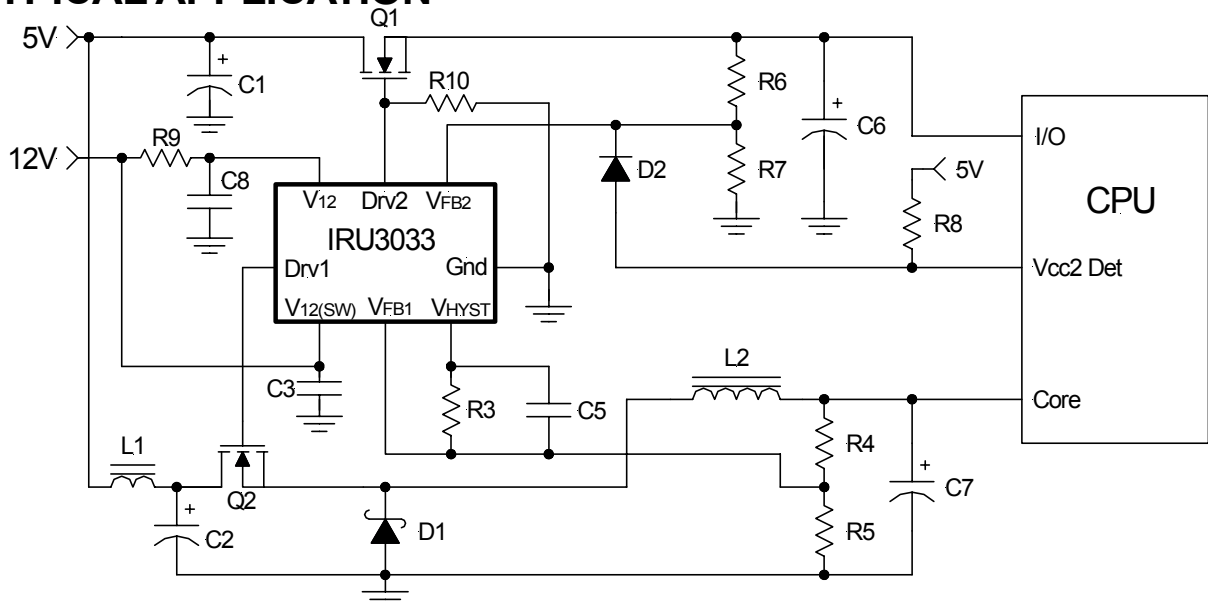 TYPICAL APPLICATION
5V
Q1
C1
R10
R6
C6
I/O
12V
R9
C8
D2
R7
5V
R8
CPU
V12
Drv2
VFB2
IRU3033
Drv1
Gnd
Vcc2 Det
V12(SW)
VFB1
VHYST
C3
R3
C5
L2
Core
L1
Q2
C2
D1
R4
R5
C7
+
+
+
+